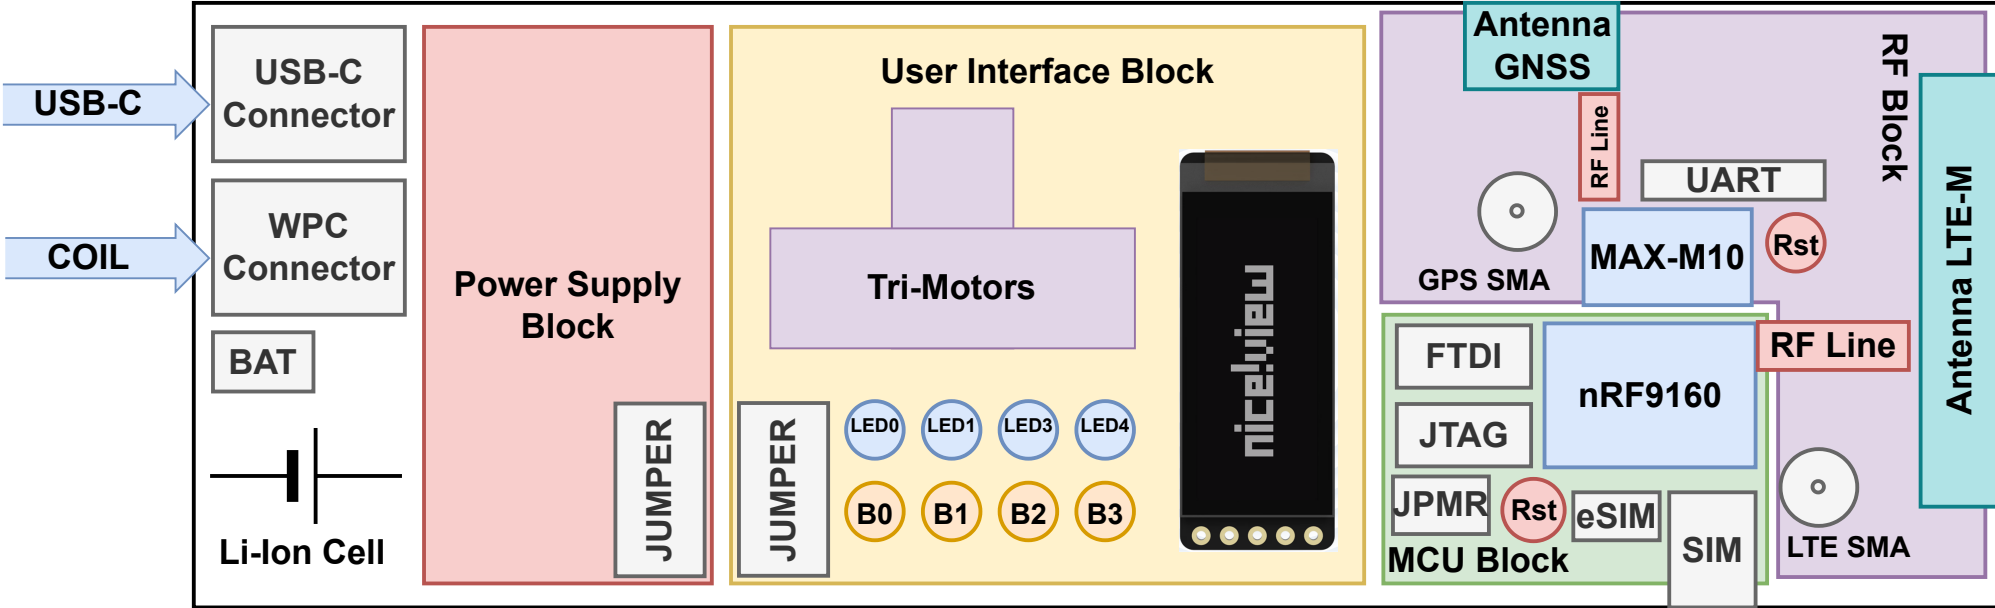 USB-C
COIL
USB-C
Connector
WPC
Connector
BAT
Li-Ion Cell
Power Supply
Block
JUMPER
User Interface Block
Tri-Motors
nice!view
JUMPER
LED0
LED1
LED3
LED4
B0
B1
B2
B3
Antenna
GNSS
RF Block
RF Line
UART
MAX-M10
Rst
GPS SMA
Antenna LTE-M
FTDI
nRF9160
RF Line
JTAG
JPMR
Rst
eSIM
SIM
MCU Block
LTE SMA